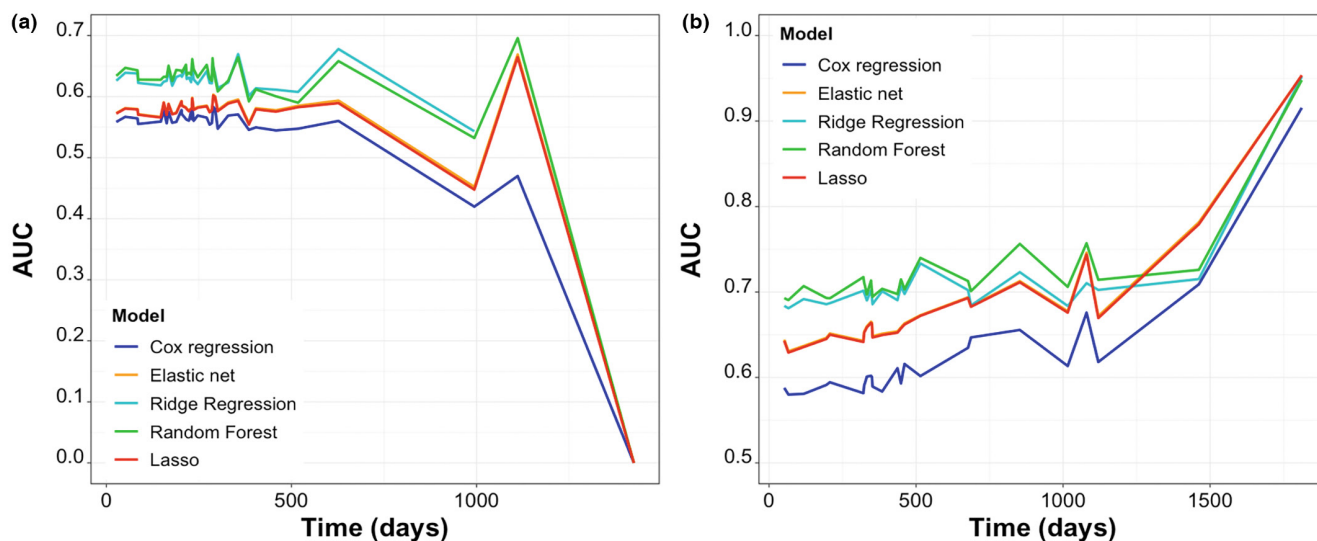 (a)
AUC
0.7
0.6
0.5
0.4
0.3
0.2
0.1
0.0
Model
Cox regression
Elastic net
Ridge Regression
Random Forest
Lasso
0
500
1000
Time (days)
(b)
AUC
1.0
0.9
0.8
0.7
0.6
0.5
Model
Cox regression
Elastic net
Ridge Regression
Random Forest
Lasso
0
500
1000
1500
Time (days)